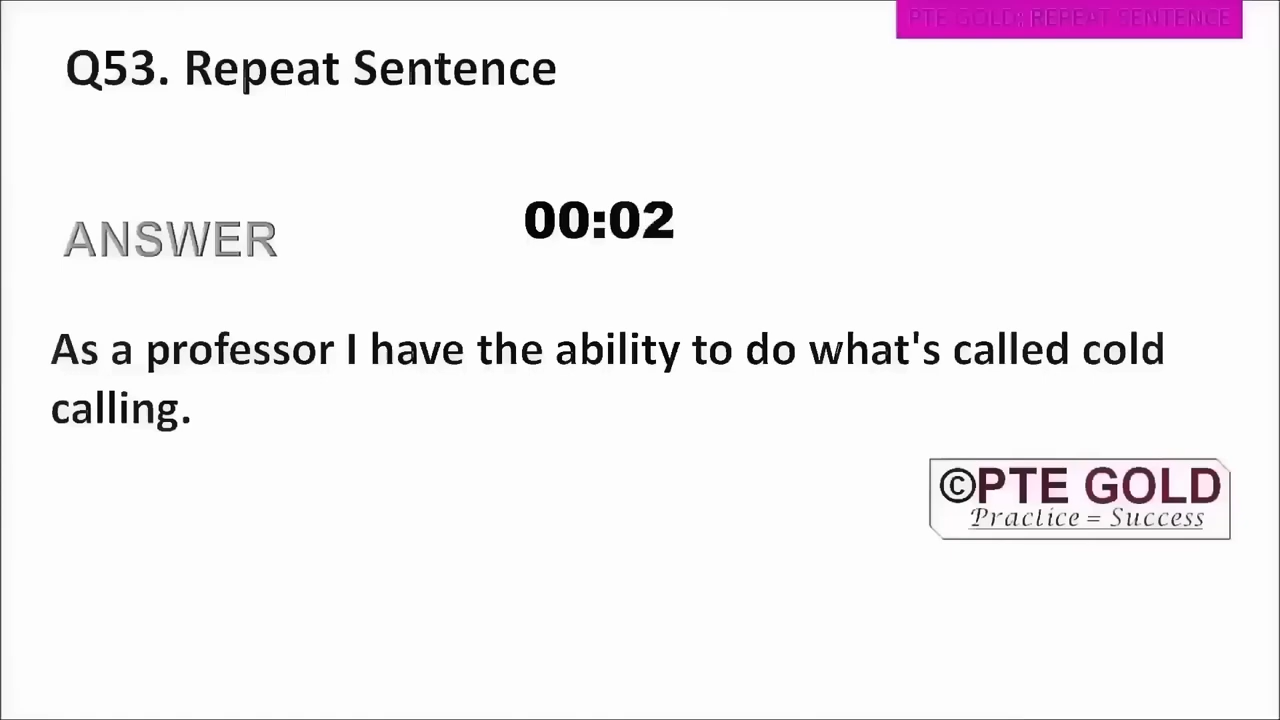 PTE GOLD: REPEAT SENTENCE
Q53. Repeat Sentence
00:02
ANSWER
As a professor I have the ability to do what's called cold
calling.
©PTE GOLD
Practice = Success